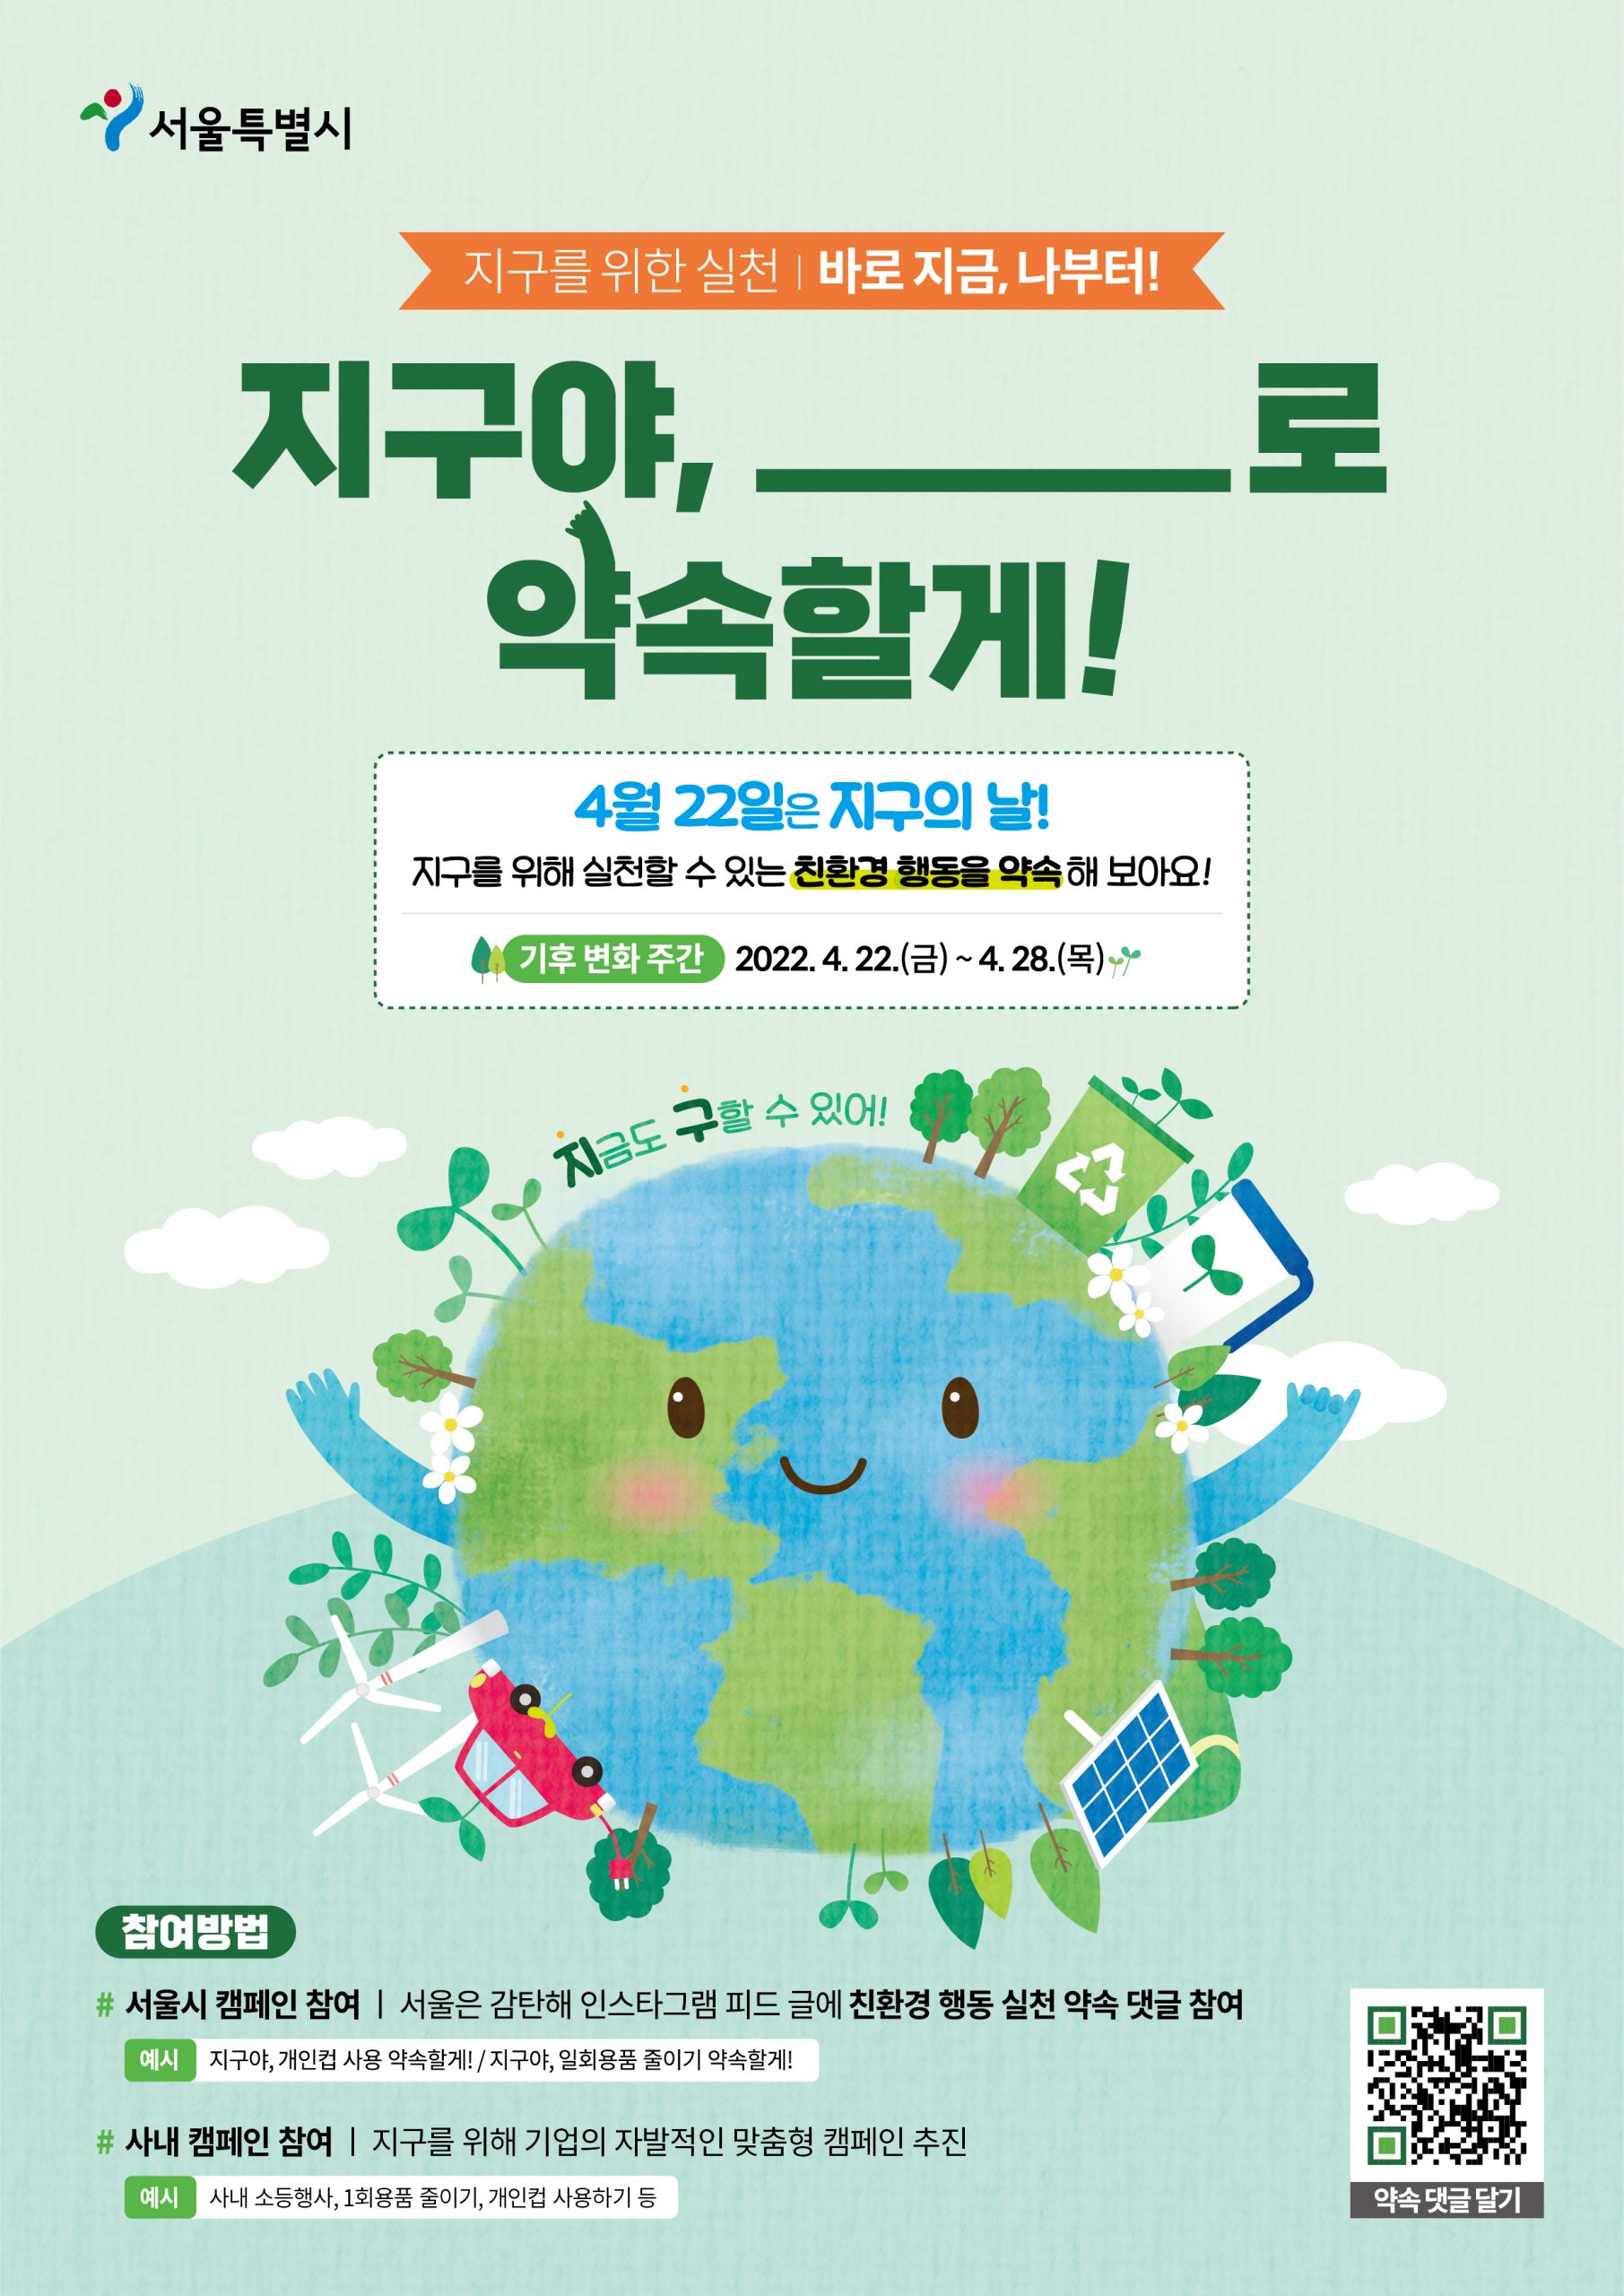 서울특별시
지구를 위한 실천 | 바로 지금, 나부터!
지구야, ________로
약속할게!
4월 22일은 지구의 날!
지구를 위해 실천할 수 있는 친환경 행동을 약속해 보아요!
기후 변화 주간 2022. 4. 22.(금) ~ 4. 28.(목)
지금도 구할 수 있어!
참여방법
# 서울시 캠페인 참여 | 서울은 감탄해 인스타그램 피드 글에 친환경 행동 실천 약속 댓글 참여
예시 지구야, 개인컵 사용 약속할게! / 지구야, 일회용품 줄이기 약속할게!
# 사내 캠페인 참여 | 지구를 위해 기업의 자발적인 맞춤형 캠페인 추진
예시 사내 소등행사, 1회용품 줄이기, 개인컵 사용하기 등
약속 댓글 달기